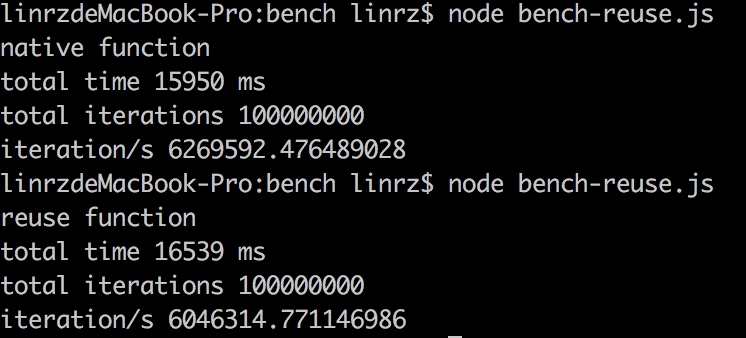 linrzdeMacBook-Pro:bench linrz$ node bench-reuse.js
native function
total time 15950 ms
total iterations 100000000
iteration/s 6269592.476489028
linrzdeMacBook-Pro:bench linrz$ node bench-reuse.js
reuse function
total time 16539 ms
total iterations 100000000
iteration/s 6046314.771146986